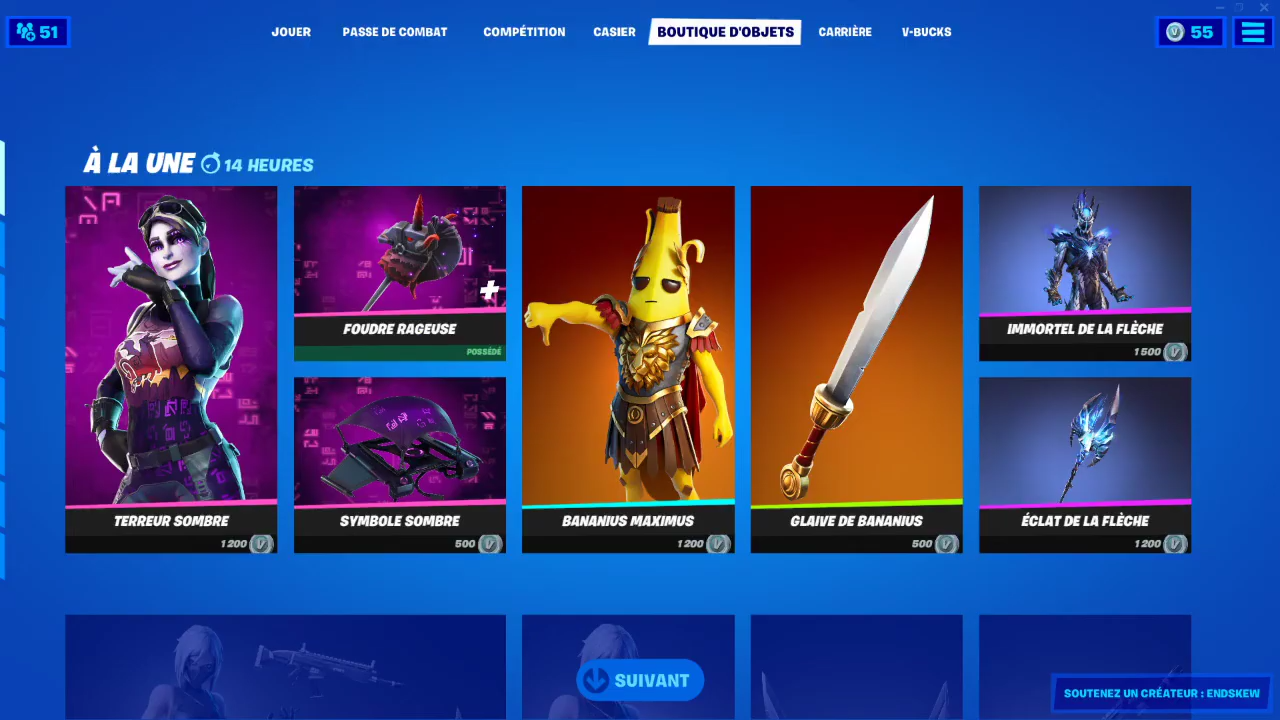 51
JOUER
PASSE DE COMBAT
COMPÉTITION
CASIER
BOUTIQUE D'OBJETS
CARRIÈRE
V-BUCKS
55
À LA UNE 14 HEURES
TERREUR SOMBRE
1 200
FOUDRE RAGEUSE
POSSÉDÉ
SYMBOLE SOMBRE
500
BANANIUS MAXIMUS
1 200
GLAIVE DE BANANIUS
500
IMMORTEL DE LA FLÈCHE
1 500
ÉCLAT DE LA FLÈCHE
1 200
SUIVANT
SOUTENEZ UN CRÉATEUR : ENDSKEW